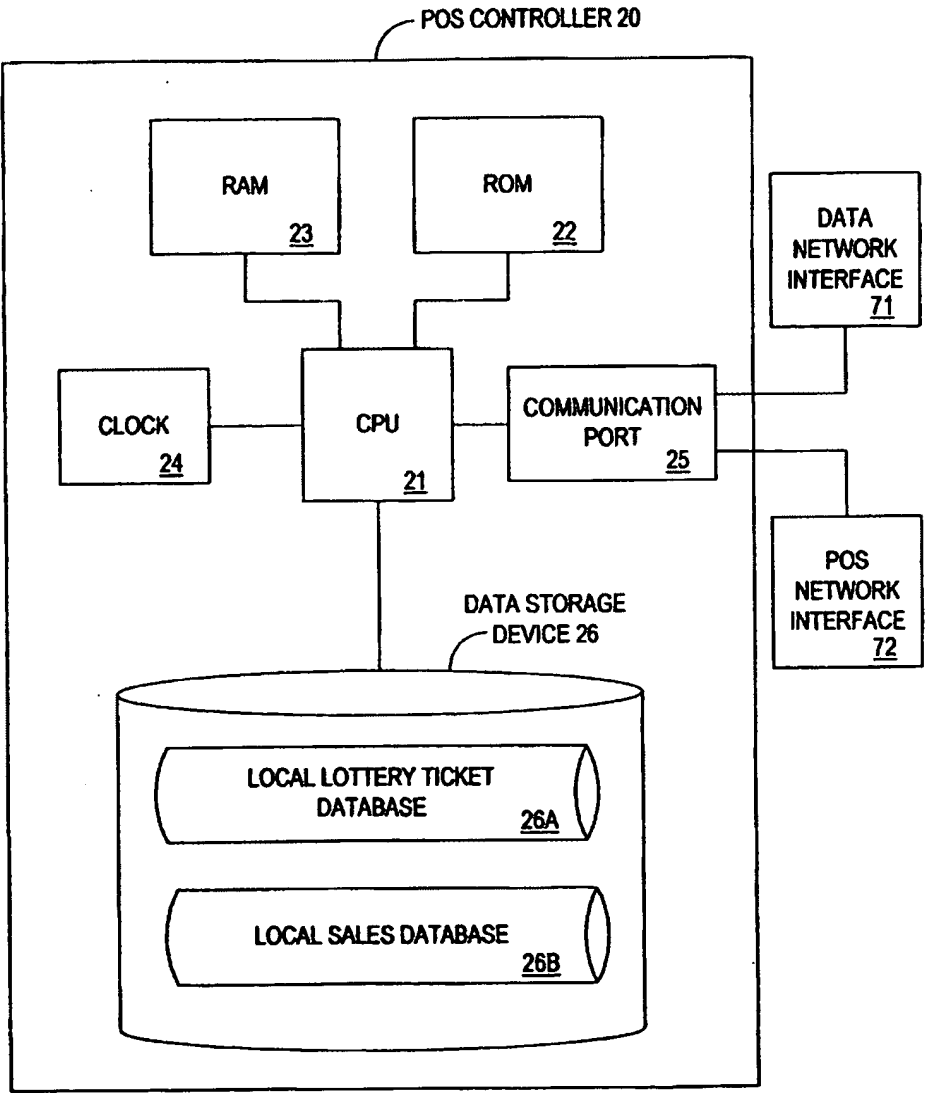 POS CONTROLLER 20
RAM
23
ROM
22
DATA
NETWORK
INTERFACE
71
CLOCK
24
CPU
21
COMMUNICATION
PORT
25
POS
NETWORK
INTERFACE
72
DATA STORAGE
DEVICE 26
LOCAL LOTTERY TICKET
DATABASE
26A
LOCAL SALES DATABASE
26B